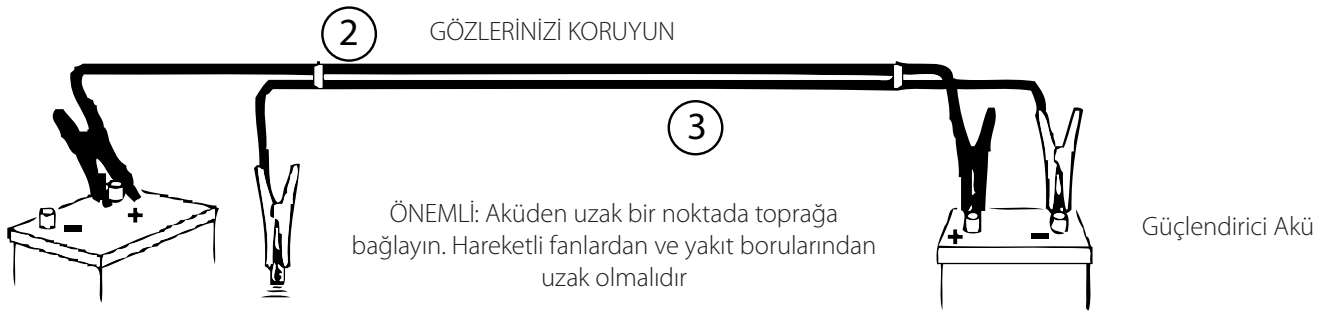 2
GÖZLERİNİZİ KORUYUN
3
ÖNEMLİ: Aküden uzak bir noktada toprağa
bağlayın. Hareketli fanlardan ve yakıt borularından
uzak olmalıdır
+
-
+
-
Güçlendirici Akü